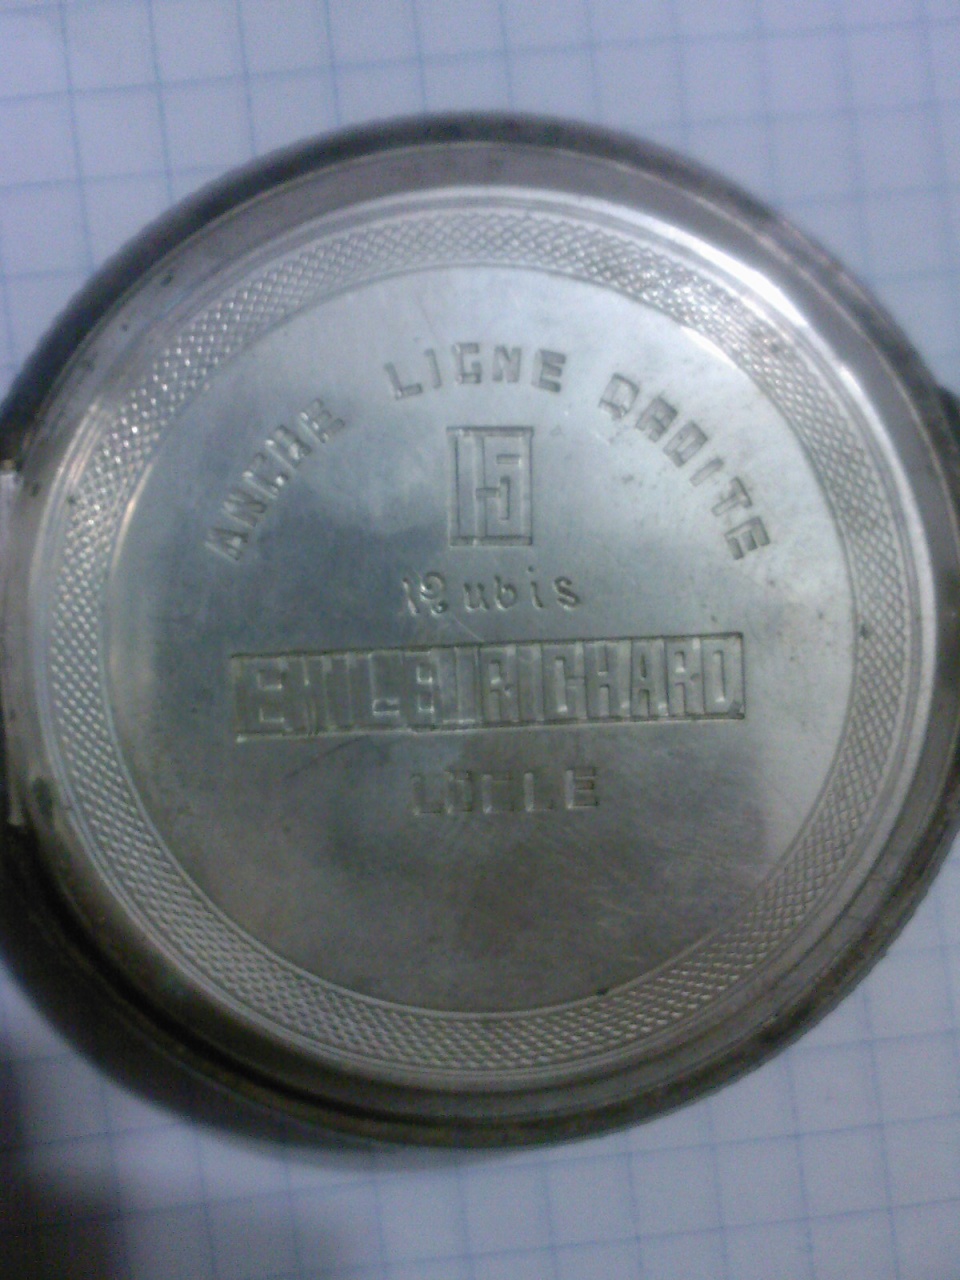 ANCRE LIGNE DROITE
15
Rubis
EMILE J RICHARD
LOCLE